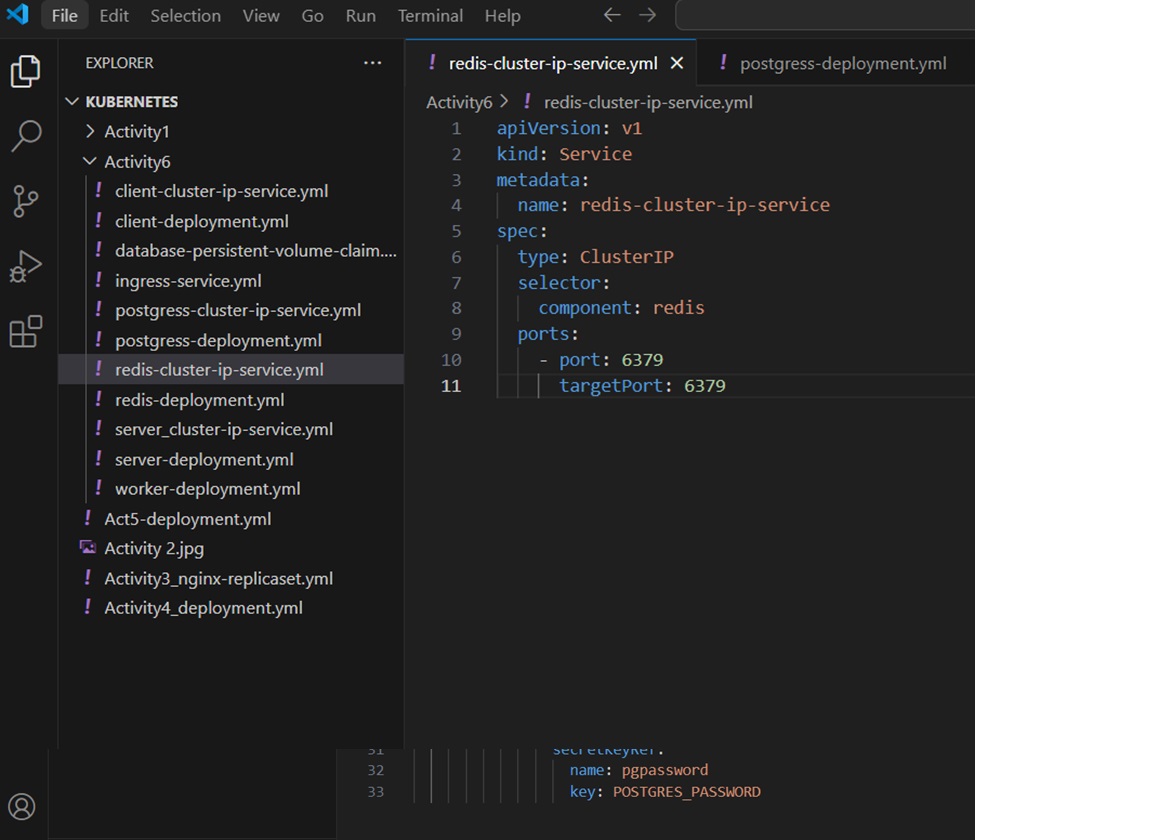 File Edit Selection View Go Run Terminal Help
EXPLORER
KUBERNETES
Activity1
Activity6
client-cluster-ip-service.yml
client-deployment.yml
database-persistent-volume-claim....
ingress-service.yml
postgress-cluster-ip-service.yml
postgress-deployment.yml
redis-cluster-ip-service.yml
redis-deployment.yml
server_cluster-ip-service.yml
server-deployment.yml
worker-deployment.yml
Act5-deployment.yml
Activity 2.jpg
Activity3_nginx-replicaset.yml
Activity4_deployment.yml
redis-cluster-ip-service.yml postgress-deployment.yml
Activity6 > redis-cluster-ip-service.yml
1 apiVersion: v1
2 kind: Service
3 metadata:
4 name: redis-cluster-ip-service
5 spec:
6 type: ClusterIP
7 selector:
8 component: redis
9 ports:
10 - port: 6379
11 targetPort: 6379
31 secretKeyRef:
32 name: pgpassword
33 key: POSTGRES_PASSWORD